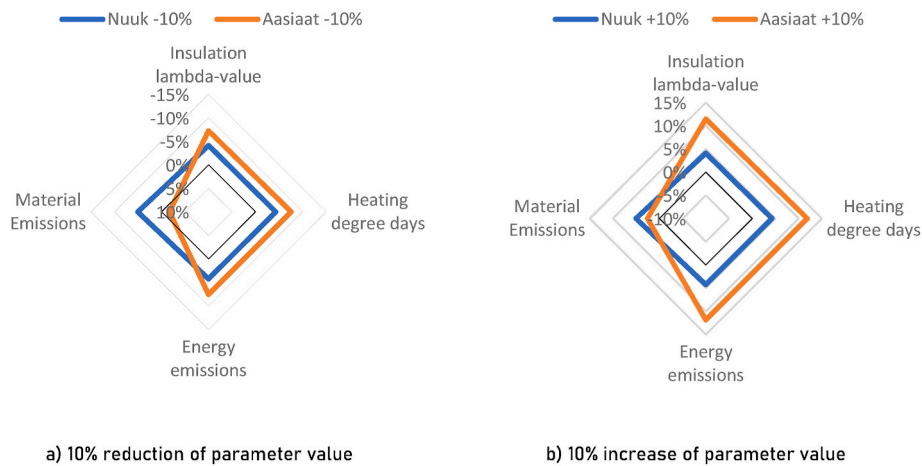 Nuuk -10% Aasiaat -10%
Insulation
lambda-value
-15%
-10%
-5%
0%
5%
10%
Material
Emissions
Heating
degree days
Energy
emissions
a) 10% reduction of parameter value
Nuuk +10% Aasiaat +10%
Insulation
lambda-value
15%
10%
5%
0%
-5%
-10%
Material
Emissions
Heating
degree days
Energy
emissions
b) 10% increase of parameter value